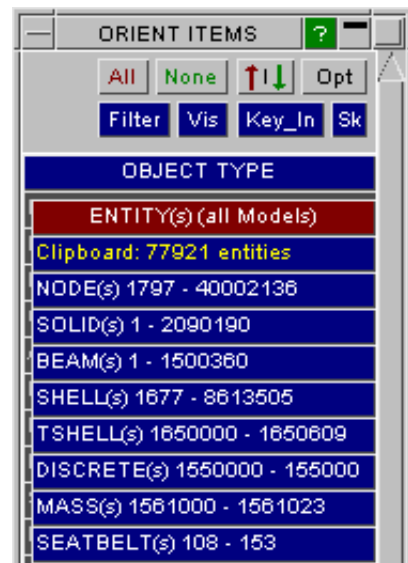 ORIENT ITEMS ?
All None Opt
Filter Vis Key_In Sk
OBJECT TYPE
ENTITY(s) (all Models)
Clipboard: 77921 entities
NODE(s) 1797 - 40002136
SOLID(s) 1 - 2090190
BEAM(s) 1 - 1500360
SHELL(s) 1677 - 8613505
TSHELL(s) 1650000 - 1650609
DISCRETE(s) 1550000 - 155000
MASS(s) 1561000 - 1561023
SEATBELT(s) 108 - 153